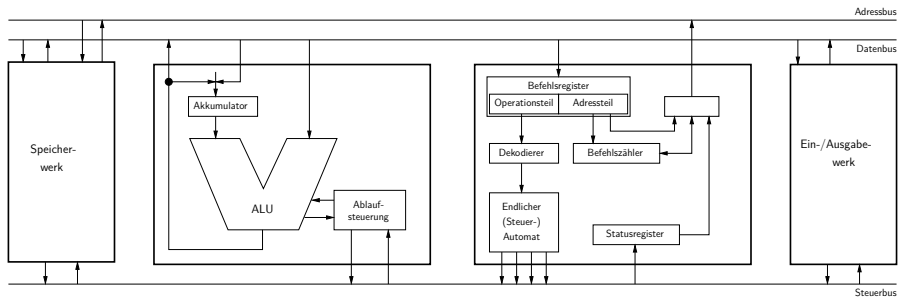 Adressbus
Datenbus
Speicher-
werk
Akkumulator
ALU
Ablauf-
steuerung
Befehlsregister
Operationsteil
Adressteil
Dekodierer
Befehlszähler
Endlicher
(Steuer-)
Automat
Statusregister
Ein-/Ausgabe-
werk
Steuerbus